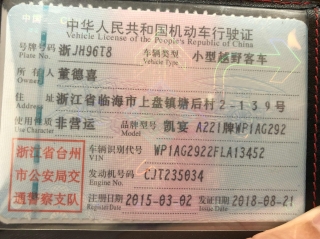 中华人民共和国机动车行驶证
Vehicle License of the People's Republic of China
号牌号码 浙JH96T8 车辆类型 小型越野客车
Plate No. Vehicle Type
所有人 董德喜
Owner
住址 浙江省临海市上盘镇塘后村2-139号
Address
使用性质 非营运 品牌型号 凯宴 A221牌WP1AG292
Use Character Model
浙江省台州 车辆识别代号 WP1AG2922FLA13452
VIN
市公安局交 发动机号码 CJT235034
Engine No.
通警察支队 注册日期 2015-03-02 发证日期 2018-08-21
Register Date Issue Date